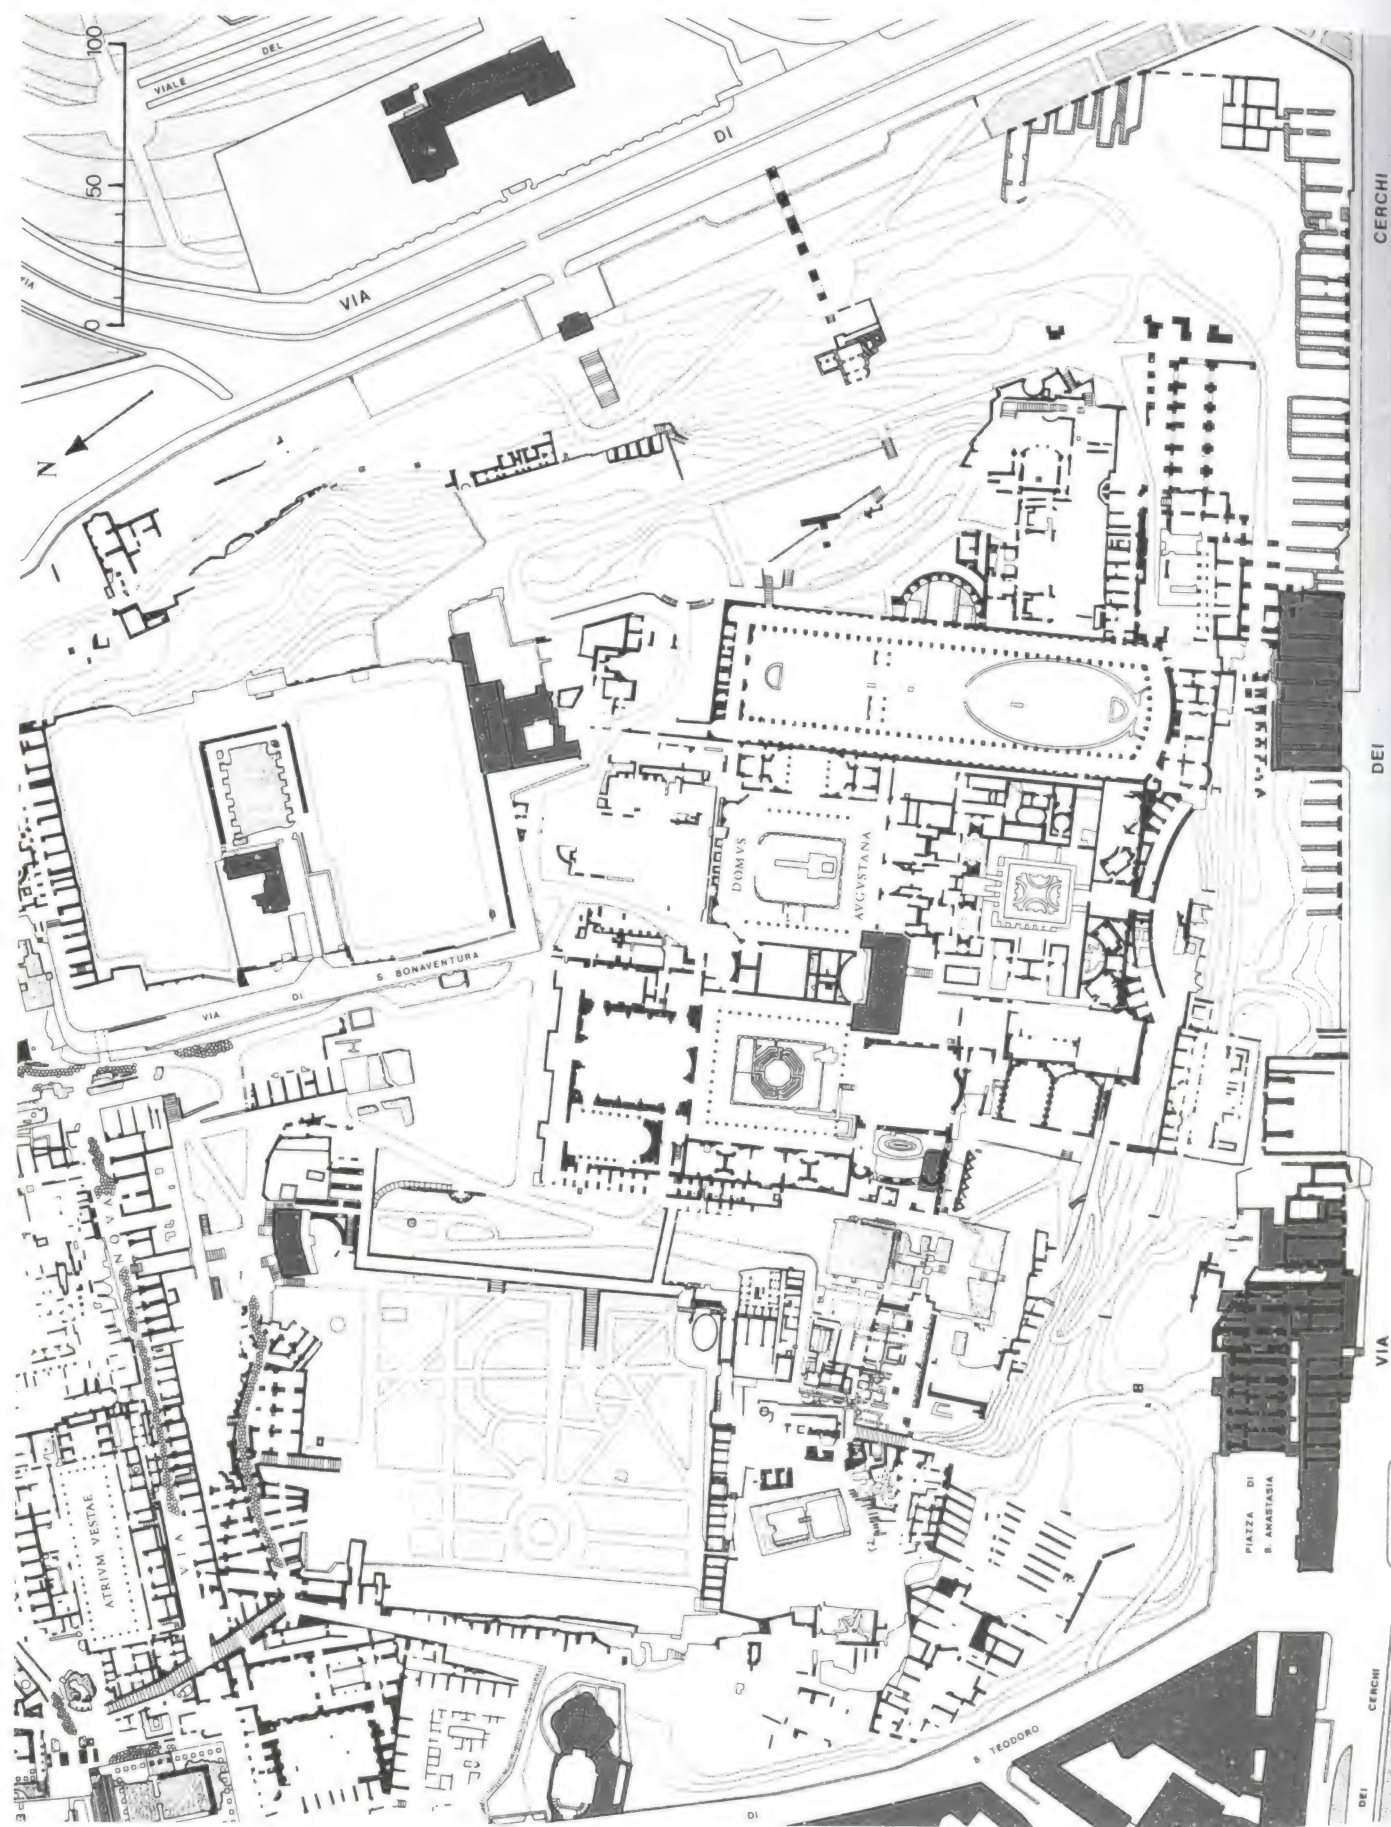 100
50
0
VIALE DEL
VIA DI
VIA
N
CERCHI
DEI
VIA
DOMVS
AVGVSTANA
VIA DI S. BONAVENTURA
NOVA
VIA
ATRIVM VESTAE
PIAZZA DI
S. ANASTASIA
DI S. TEODORO
DEI CERCHI